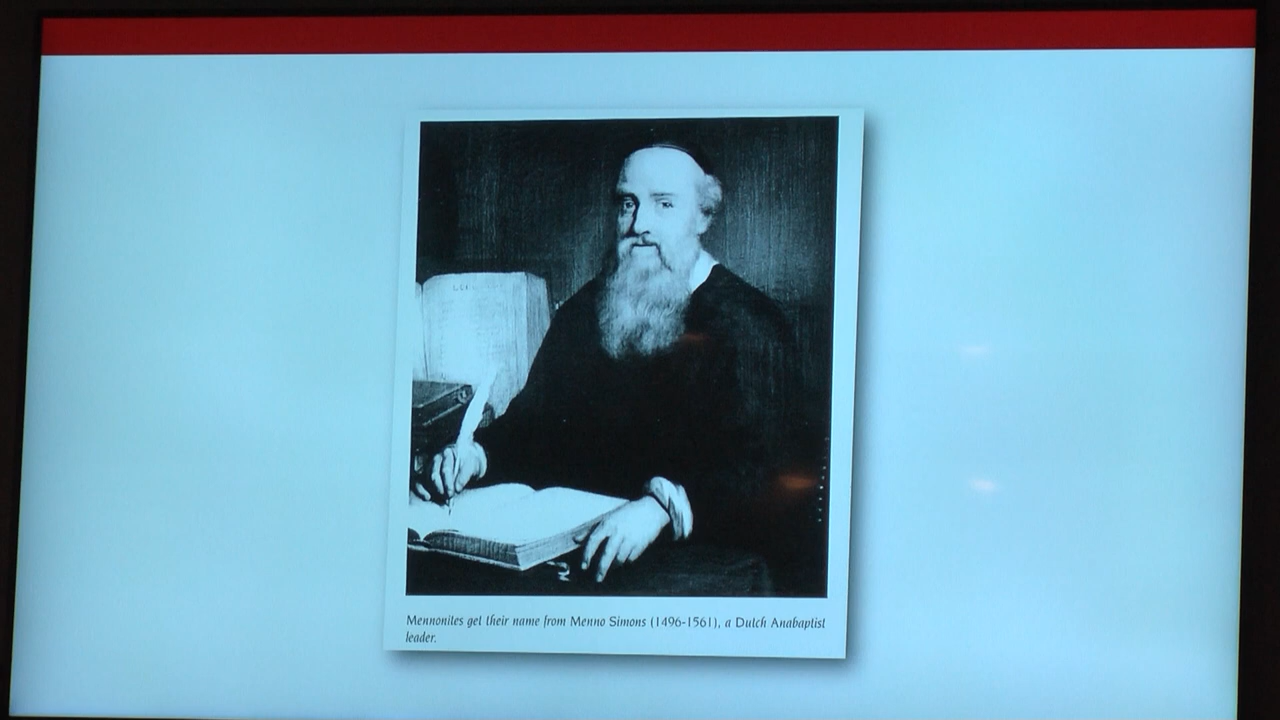 Mennonites get their name from Menno Simons (1496-1561), a Dutch Anabaptist
leader.